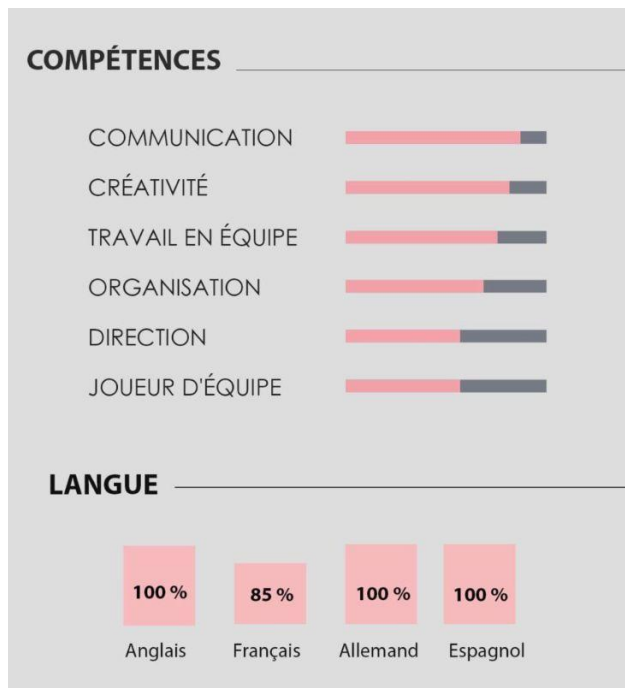 COMPÉTENCES
COMMUNICATION
CRÉATIVITÉ
TRAVAIL EN ÉQUIPE
ORGANISATION
DIRECTION
JOUEUR D'ÉQUIPE
LANGUE
100 % 85 % 100 % 100 %
Anglais Français Allemand Espagnol